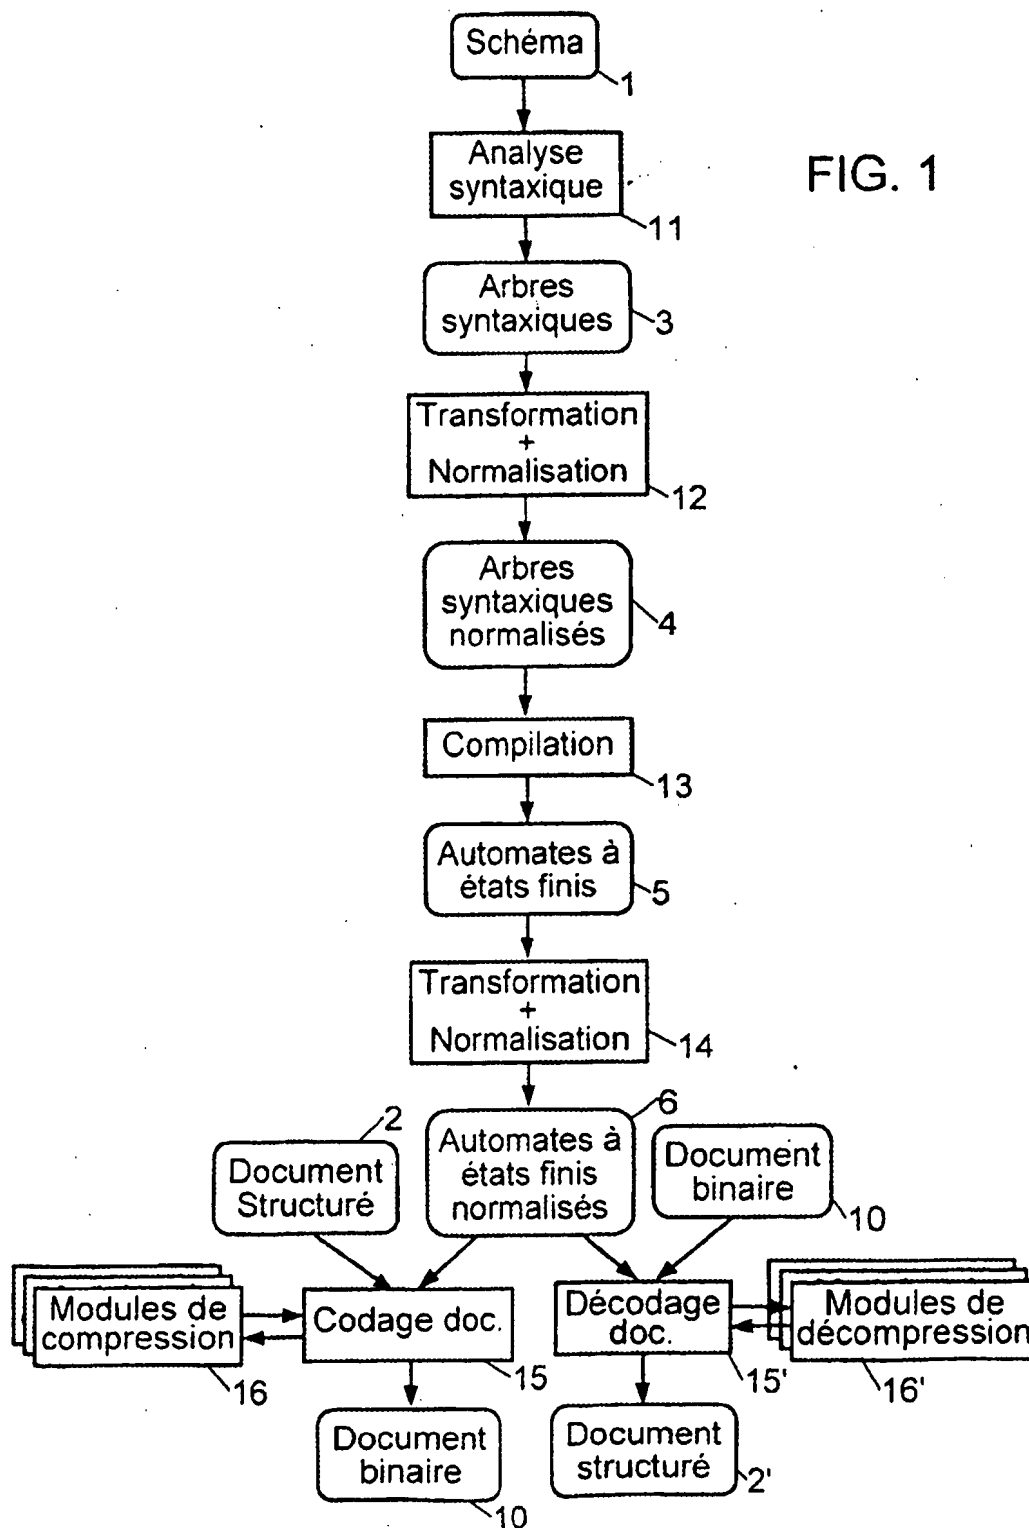 Schéma
1
FIG. 1
Analyse
syntaxique
11
Arbres
syntaxiques
3
Transformation
+
Normalisation
12
Arbres
syntaxiques
normalisés
4
Compilation
13
Automates à
états finis
5
Transformation
+
Normalisation
14
2
Document
Structuré
6
Automates à
états finis
normalisés
Document
binaire
10
Modules de
compression
16
Codage doc.
15
Décodage
doc.
15'
Modules de
décompression
16'
Document
binaire
10
Document
structuré
2'